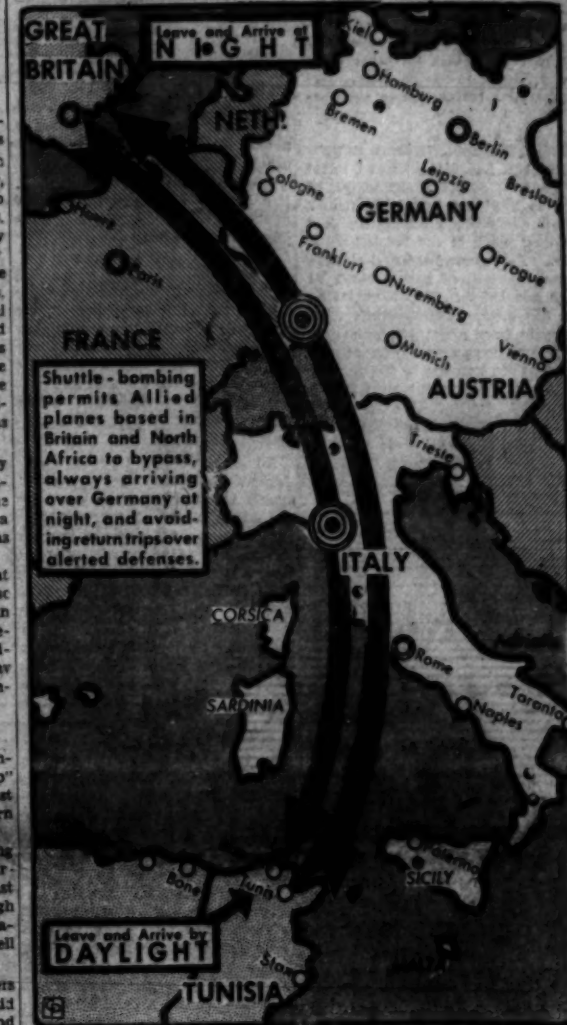 GREAT
BRITAIN
Leave and Arrive at
NIGHT
Kiel
Hamburg
Bremen
NETH.
Berlin
Leipzig
Cologne
Breslau
GERMANY
Frankfurt
Prague
Paris
Nuremberg
FRANCE
Munich
Vienna
AUSTRIA
Shuttle-bombing
permits Allied
planes based in
Britain and North
Africa to bypass,
always arriving
over Germany at
night, and avoid-
ing return trips over
alerted defenses.
Trieste
ITALY
CORSICA
Rome
SARDINIA
Naples
Taranto
Palermo
SICILY
Bone
Tunis
Leave and Arrive by
DAYLIGHT
Sfax
TUNISIA